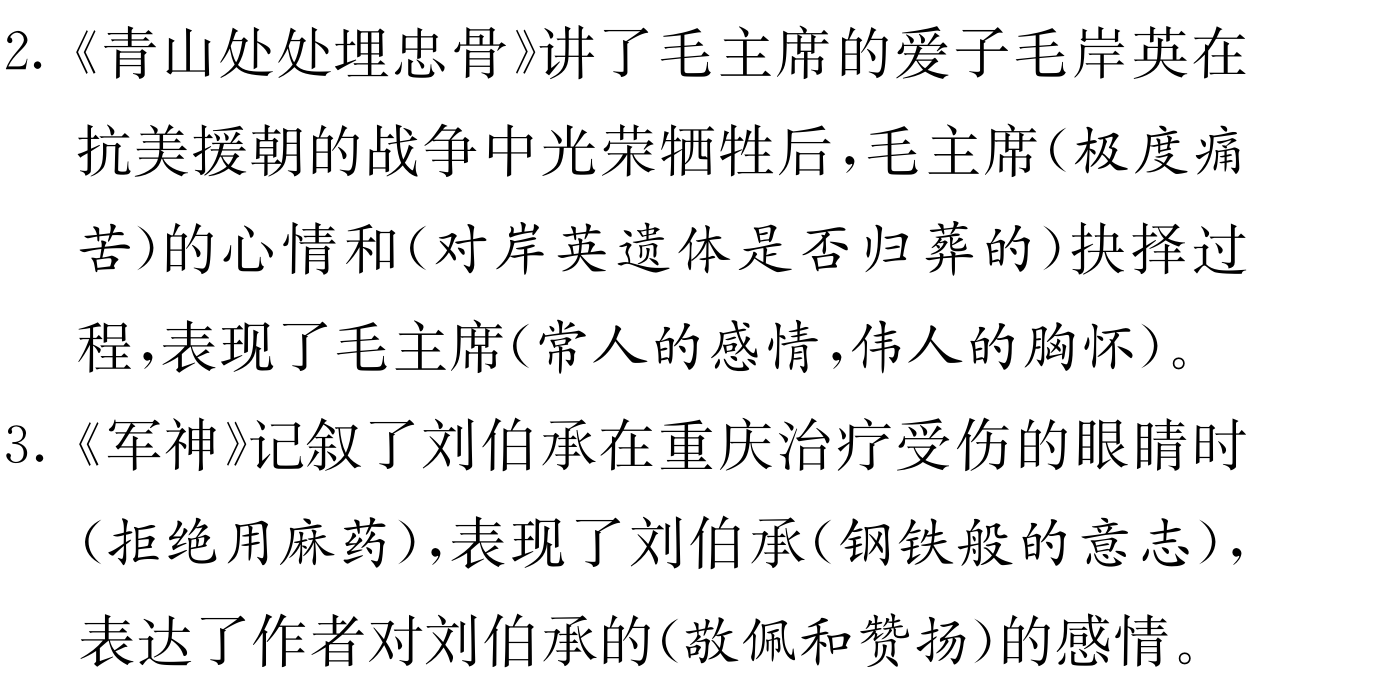 2.《青山处处埋忠骨》讲了毛主席的爱子毛岸英在
抗美援朝的战争中光荣牺牲后,毛主席(极度痛
苦)的心情和(对岸英遗体是否归葬的)抉择过
程,表现了毛主席(常人的感情,伟人的胸怀)。
3.《军神》记叙了刘伯承在重庆治疗受伤的眼睛时
(拒绝用麻药),表现了刘伯承(钢铁般的意志),
表达了作者对刘伯承的(敬佩和赞扬)的感情。